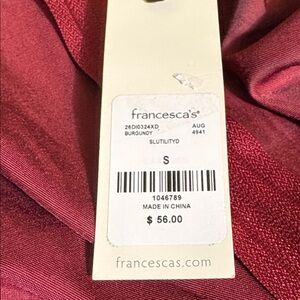 francesca's®
26DI0324XD AUG
BURGUNDY 4941
SLUTILITYD
S
1046789
MADE IN CHINA
$ 56.00
francescas.com